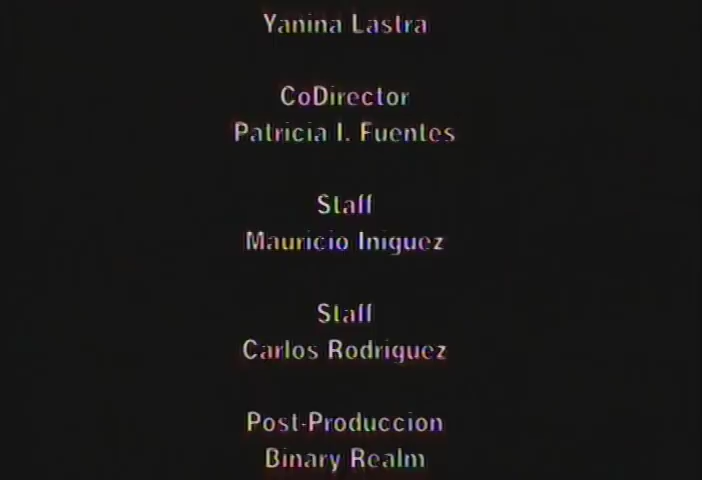 Yanina Lastra
CoDirector
Patricia I. Fuentes
Staff
Mauricio Iniguez
Staff
Carlos Rodriguez
Post-Produccion
Binary Realm